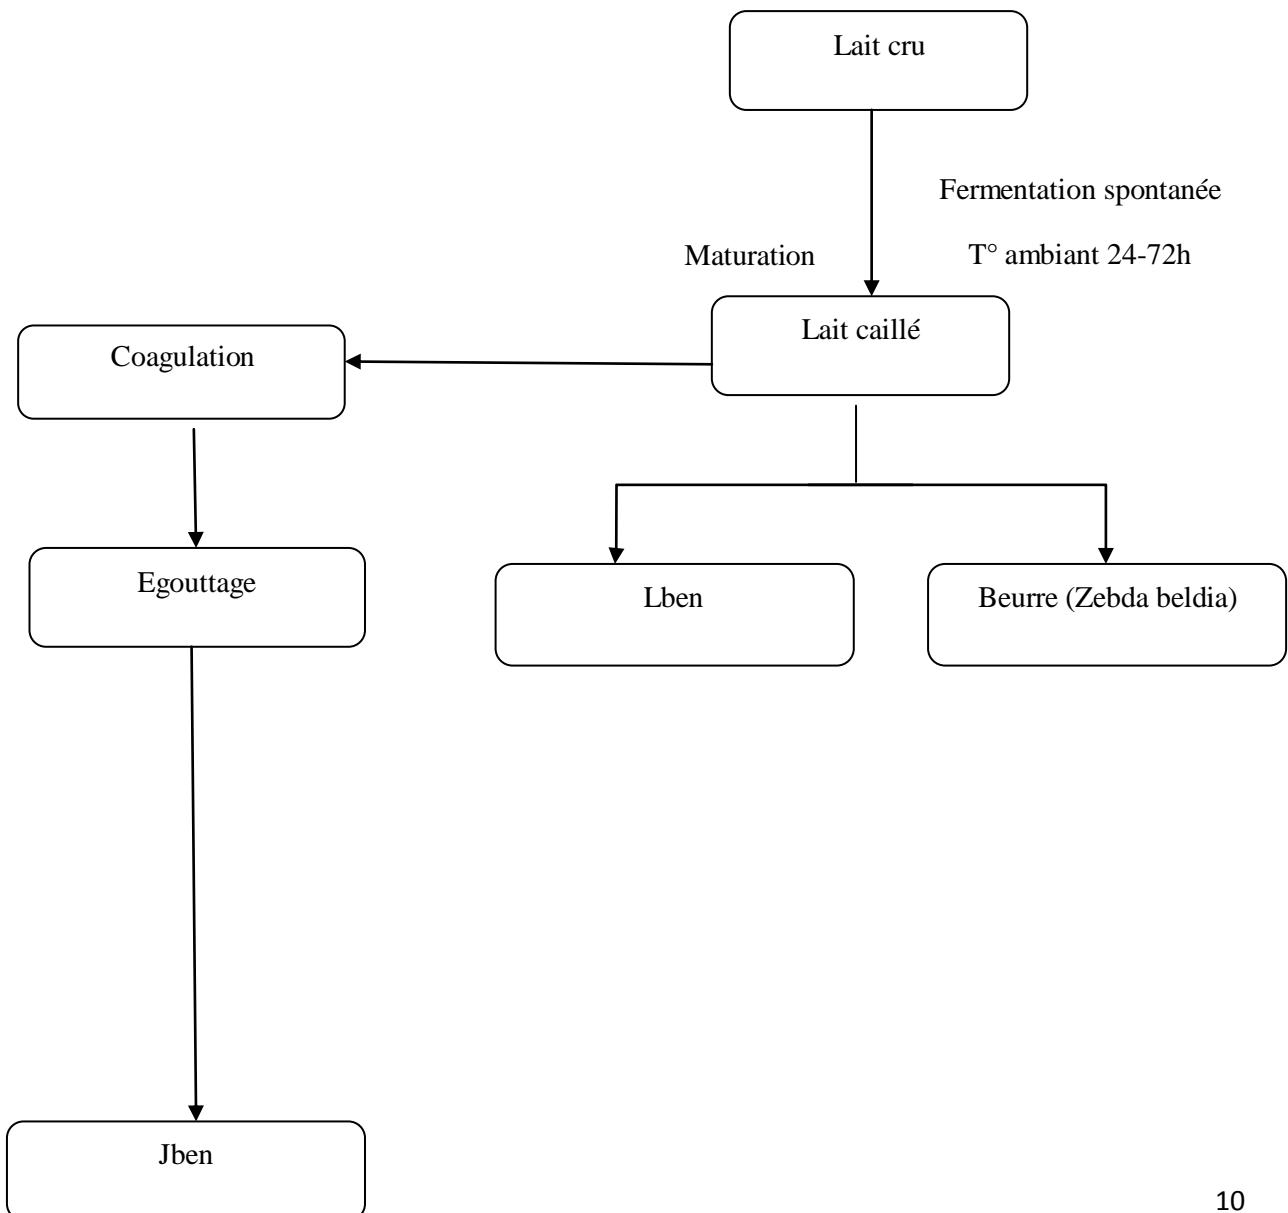 Lait cru
Fermentation spontanée
Maturation
T° ambiant 24-72h
Lait caillé
Coagulation
Egouttage
Lben
Beurre (Zebda beldia)
Jben
10